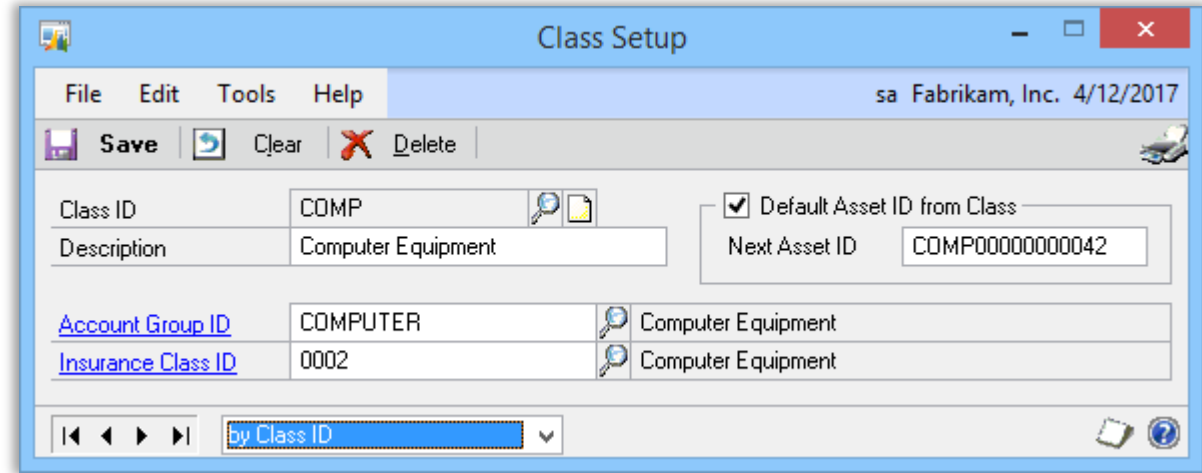 Class Setup
File Edit Tools Help sa Fabrikam, Inc. 4/12/2017
Save Clear Delete
Class ID COMP Default Asset ID from Class
Description Computer Equipment Next Asset ID COMP00000000042
Account Group ID COMPUTER Computer Equipment
Insurance Class ID 0002 Computer Equipment
by Class ID